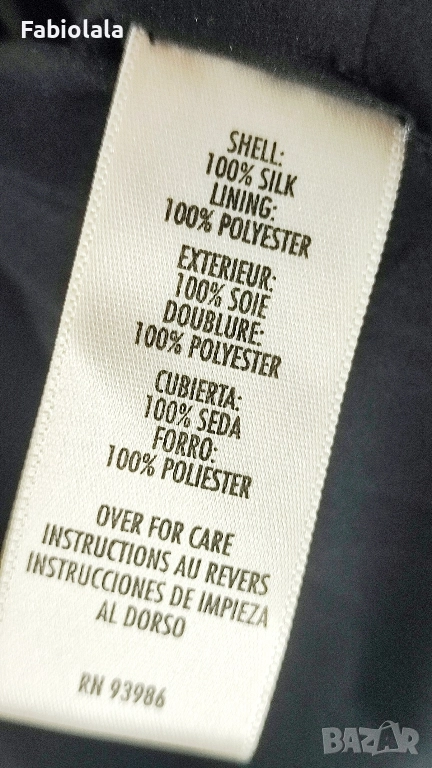 Fabiolala
SHELL:
100% SILK
LINING:
100% POLYESTER
EXTERIEUR:
100% SOIE
DOUBLURE:
100% POLYESTER
CUBIERTA:
100% SEDA
FORRO:
100% POLIESTER
OVER FOR CARE
INSTRUCTIONS AU REVERS
INSTRUCCIONES DE IMPIEZA
AL DORSO
RN 93986
BAZAR